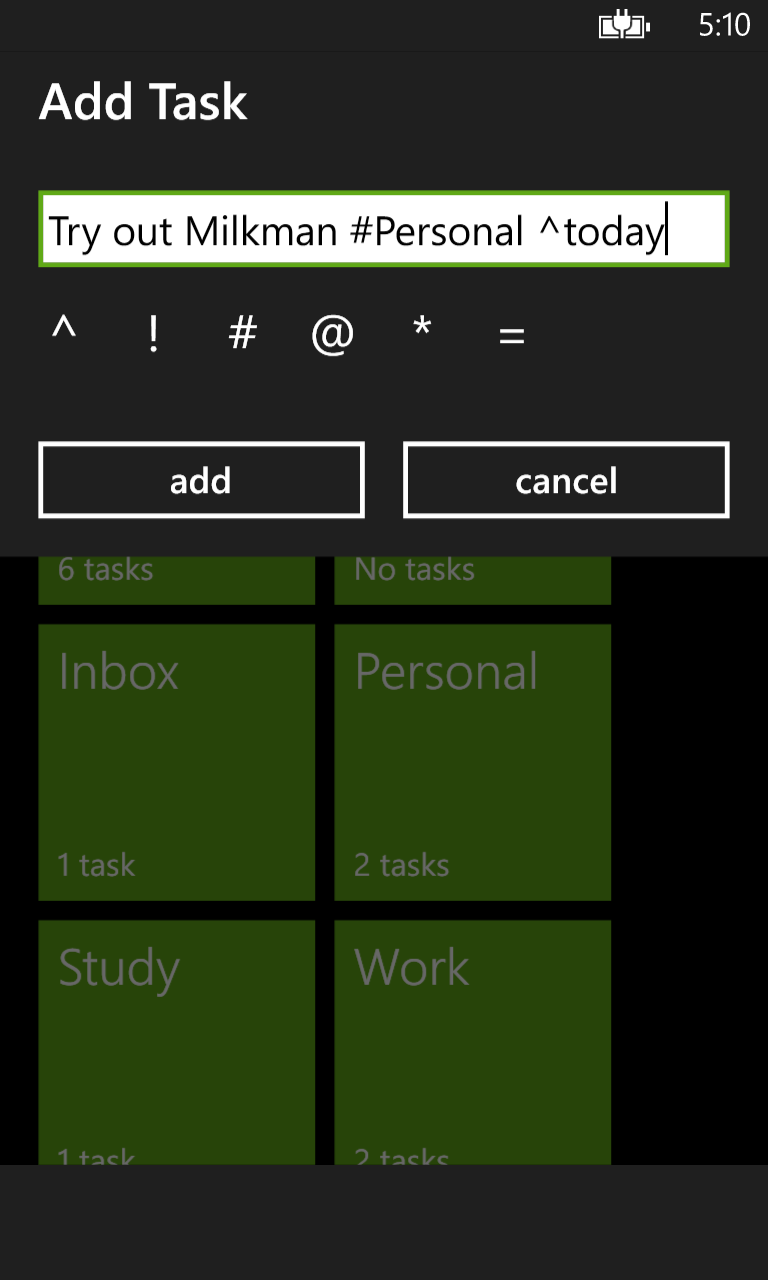 5:10
Add Task
Try out Milkman #Personal ^today
^ ! # @ * =
add cancel
6 tasks No tasks
Inbox Personal
1 task 2 tasks
Study Work
1 task 2 tasks